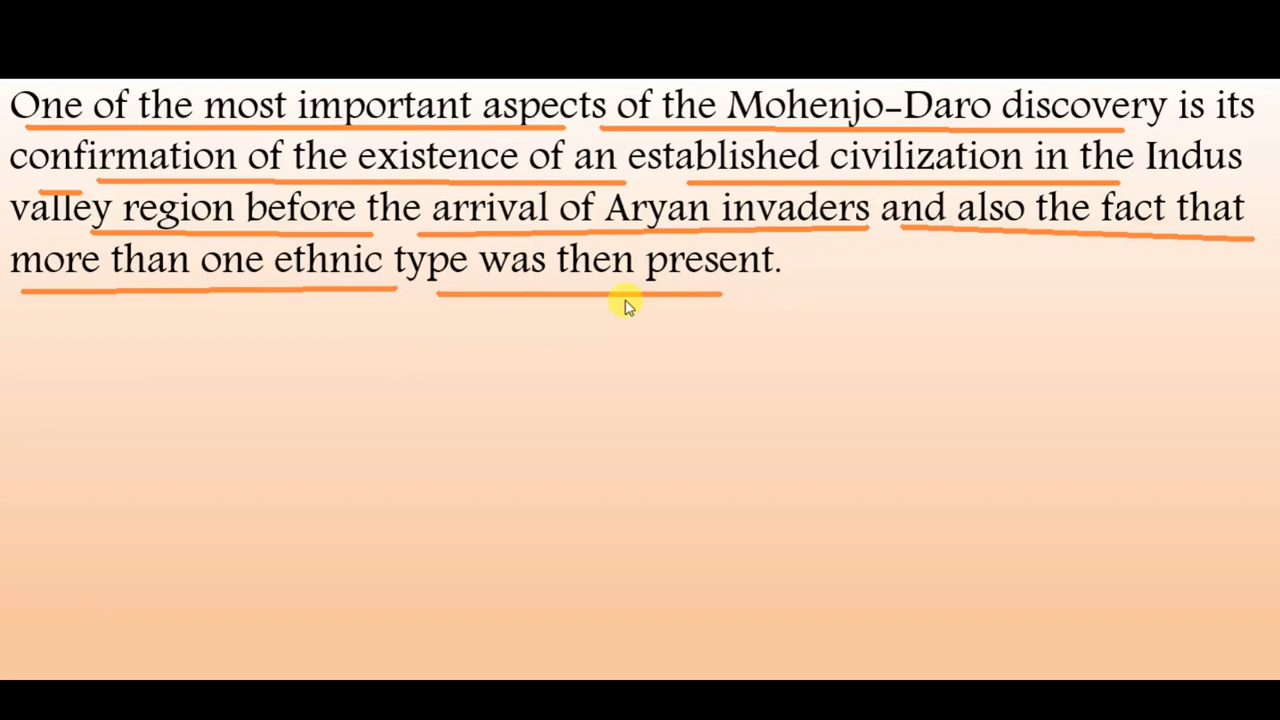 One of the most important aspects of the Mohenjo-Daro discovery is its
confirmation of the existence of an established civilization in the Indus
valley region before the arrival of Aryan invaders and also the fact that
more than one ethnic type was then present.